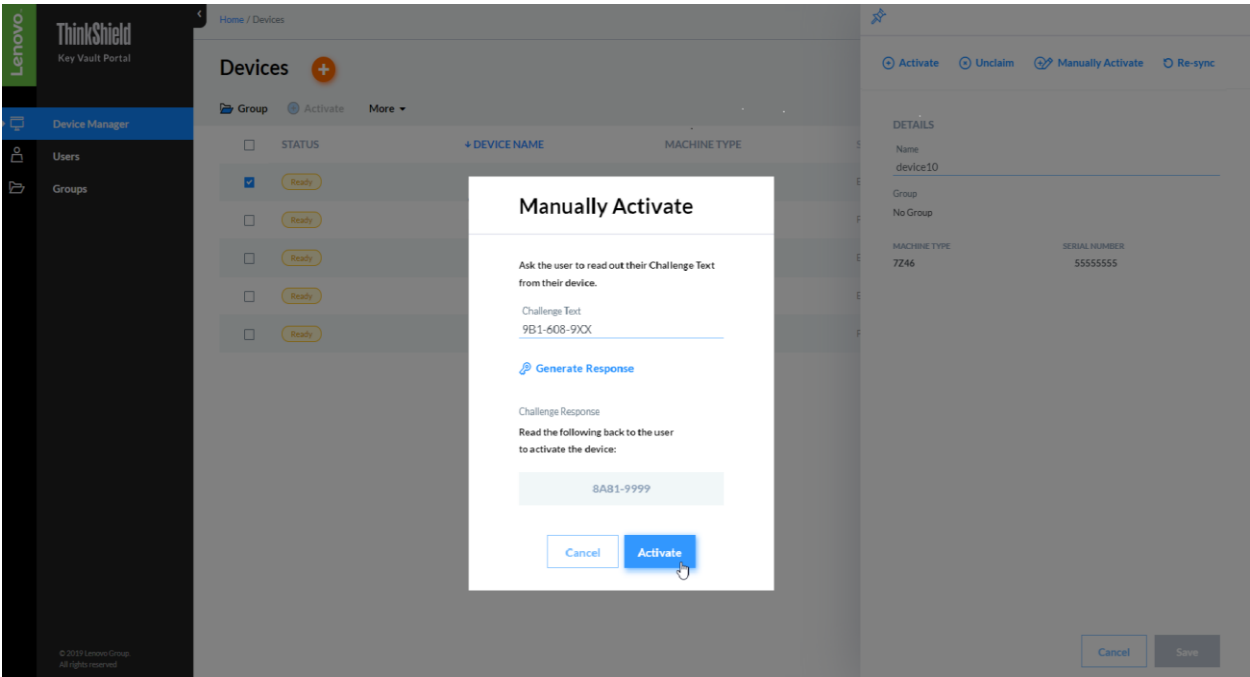 Lenovo.
ThinkShield
Key Vault Portal
Device Manager
Users
Groups
© 2019 Lenovo Group.
All rights reserved
Home / Devices
Devices
Group Activate More
STATUS DEVICE NAME MACHINE TYPE
Ready
Ready
Ready
Ready
Ready
Manually Activate
Ask the user to read out their Challenge Text
from their device.
Challenge Text
9B1-608-9XX
Generate Response
Challenge Response
Read the following back to the user
to activate the device:
8A81-9999
Cancel Activate
Activate Unclaim Manually Activate Re-sync
DETAILS
Name
device10
Group
No Group
MACHINE TYPE SERIAL NUMBER
7Z46 55555555
Cancel Save